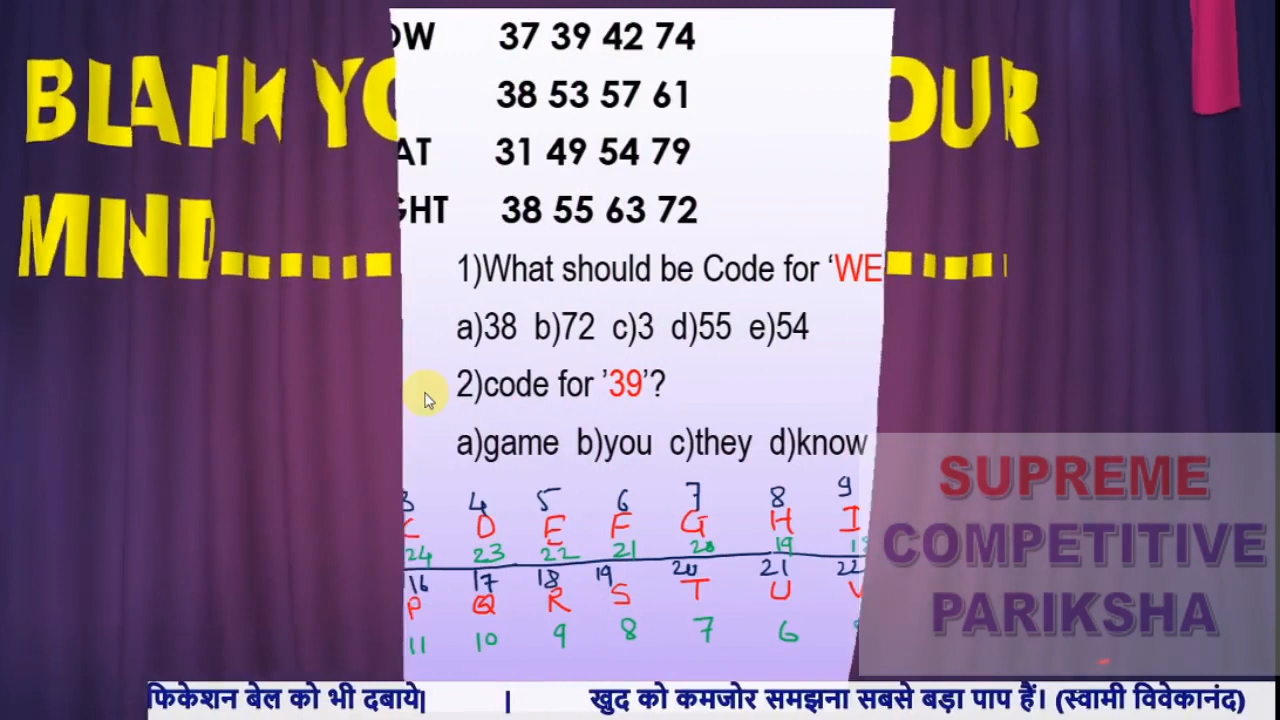 OW 37 39 42 74
38 53 57 61
AT 31 49 54 79
GHT 38 55 63 72
1)What should be Code for ‘WE
a)38 b)72 c)3 d)55 e)54
2)code for ’39’?
a)game b)you c)they d)know
3 4 5 6 7 8 9
C D E F G H I
24 23 22 21 20 19 18
16 17 18 19 20 21 22
P Q R S T U V
11 10 9 8 7 6
BLANK YO OUR
MIND......
SUPREME
COMPETITIVE
PARIKSHA
फिकेशन बेल को भी दबाये| | खुद को कमजोर समझना सबसे बड़ा पाप हैं। (स्वामी विवेकानंद)